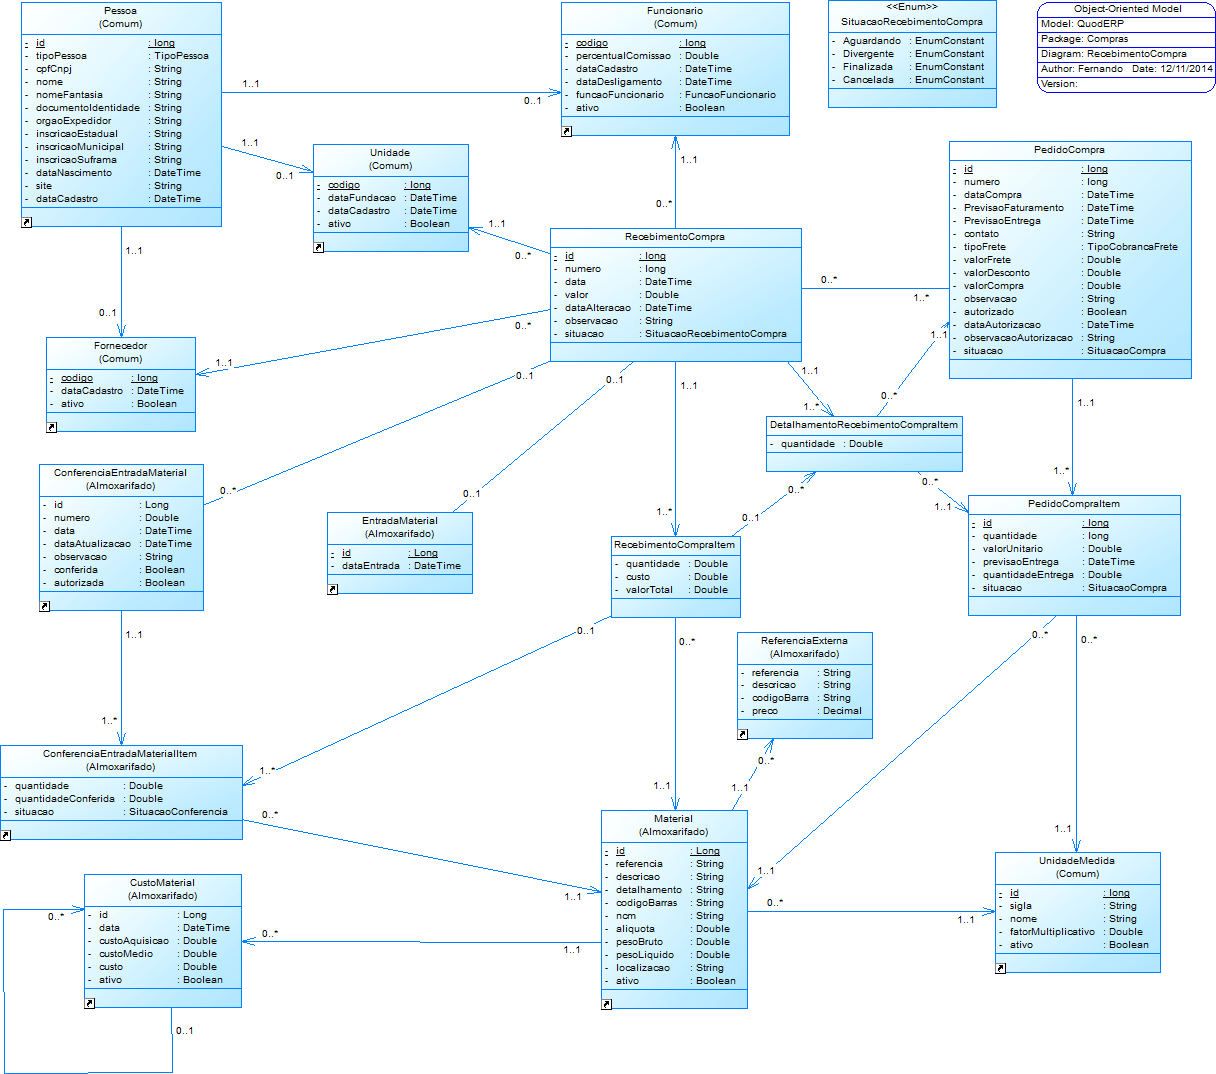 Pessoa
(Comum)
- id : long
- tipoPessoa : TipoPessoa
- cpfCnpj : String
- nome : String
- nomeFantasia : String
- documentoIdentidade : String
- orgaoExpedidor : String
- inscricaoEstadual : String
- inscricaoMunicipal : String
- inscricaoSuframa : String
- dataNascimento : DateTime
- site : String
- dataCadastro : DateTime
1..1
0..1
1..1
0..1
1..1
0..1
Funcionario
(Comum)
- codigo : long
- percentualComissao : Double
- dataCadastro : DateTime
- dataDesligamento : DateTime
- funcaoFuncionario : FuncaoFuncionario
- ativo : Boolean
1..1
0..*
<<Enum>>
SituacaoRecebimentoCompra
- Aguardando : EnumConstant
- Divergente : EnumConstant
- Finalizada : EnumConstant
- Cancelada : EnumConstant
Object-Oriented Model
Model: QuodERP
Package: Compras
Diagram: RecebimentoCompra
Author: Fernando Date: 12/11/2014
Version:
Unidade
(Comum)
- codigo : long
- dataFundacao : DateTime
- dataCadastro : DateTime
- ativo : Boolean
1..1
0..*
RecebimentoCompra
- id : long
- numero : long
- data : DateTime
- valor : Double
- dataAlteracao : DateTime
- observacao : String
- situacao : SituacaoRecebimentoCompra
0..*
1..*
PedidoCompra
- id : long
- numero : long
- dataCompra : DateTime
- PrevisaoFaturamento : DateTime
- PrevisaoEntrega : DateTime
- contato : String
- tipoFrete : TipoCobrancaFrete
- valorFrete : Double
- valorDesconto : Double
- valorCompra : Double
- observacao : String
- autorizado : Boolean
- dataAutorizacao : DateTime
- observacaoAutorizacao : String
- situacao : SituacaoCompra
Fornecedor
(Comum)
- codigo : long
- dataCadastro : DateTime
- ativo : Boolean
0..*
1..1
0..1
0..*
0..1
0..1
1..1
1..*
1..1
1..*
1..1
0..*
1..1
1..*
DetalhamentoRecebimentoCompraItem
- quantidade : Double
0..*
1..1
0..*
0..1
ConferenciaEntradaMaterial
(Almoxarifado)
- id : Long
- numero : Double
- data : DateTime
- dataAtualizacao : DateTime
- observacao : String
- conferida : Boolean
- autorizada : Boolean
1..1
1..*
EntradaMaterial
(Almoxarifado)
- id : Long
- dataEntrada : DateTime
RecebimentoCompraItem
- quantidade : Double
- custo : Double
- valorTotal : Double
0..1
1..*
0..*
1..1
PedidoCompraItem
- id : long
- quantidade : long
- valorUnitario : Double
- previsaoEntrega : DateTime
- quantidadeEntrega : Double
- situacao : SituacaoCompra
0..*
1..1
0..*
1..1
ReferenciaExterna
(Almoxarifado)
- referencia : String
- descricao : String
- codigoBarra : String
- preco : Decimal
0..*
1..1
ConferenciaEntradaMaterialItem
(Almoxarifado)
- quantidade : Double
- quantidadeConferida : Double
- situacao : SituacaoConferencia
0..*
1..1
Material
(Almoxarifado)
- id : Long
- referencia : String
- descricao : String
- detalhamento : String
- codigoBarras : String
- ncm : String
- aliquota : Double
- pesoBruto : Double
- pesoLiquido : Double
- localizacao : String
- ativo : Boolean
0..*
1..1
UnidadeMedida
(Comum)
- id : long
- sigla : String
- nome : String
- fatorMultiplicativo : Double
- ativo : Boolean
CustoMaterial
(Almoxarifado)
- id : Long
- data : DateTime
- custoAquisicao : Double
- custoMedio : Double
- custo : Double
- ativo : Boolean
0..*
1..1
0..*
0..1